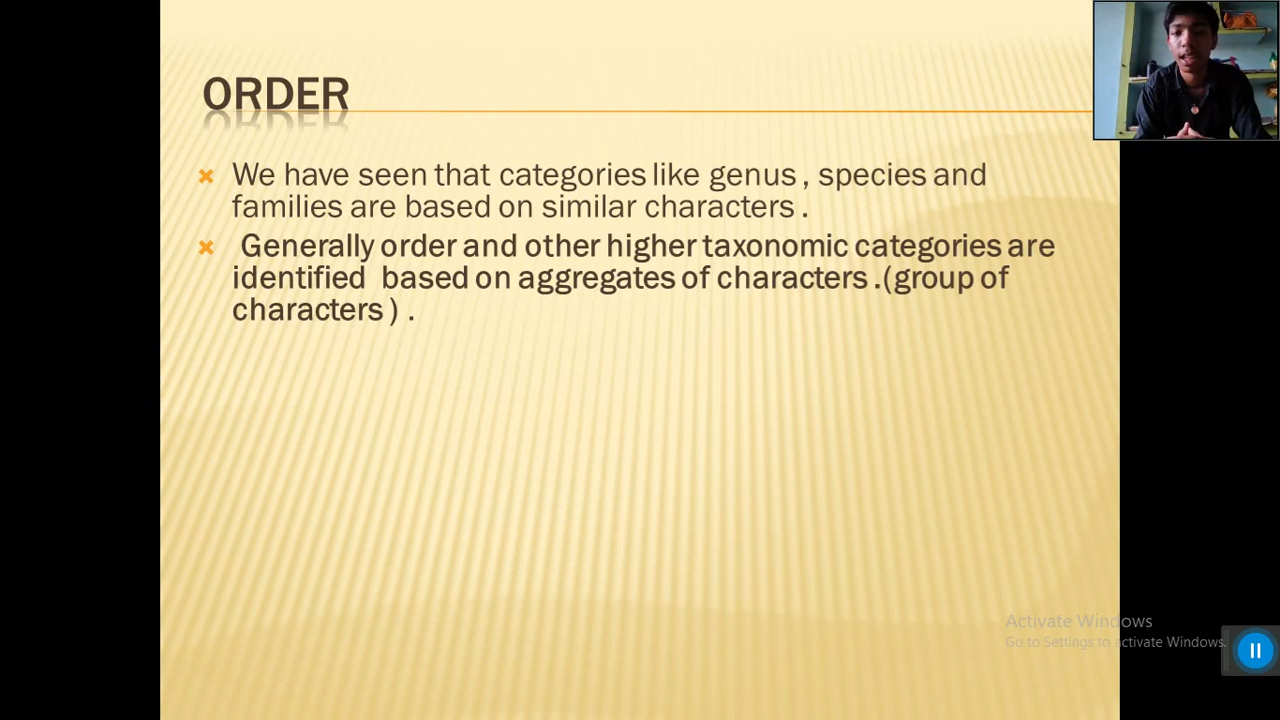 ORDER
We have seen that categories like genus , species and
families are based on similar characters .
Generally order and other higher taxonomic categories are
identified based on aggregates of characters .(group of
characters ) .
Activate Windows
Go to Settings to activate Windows.